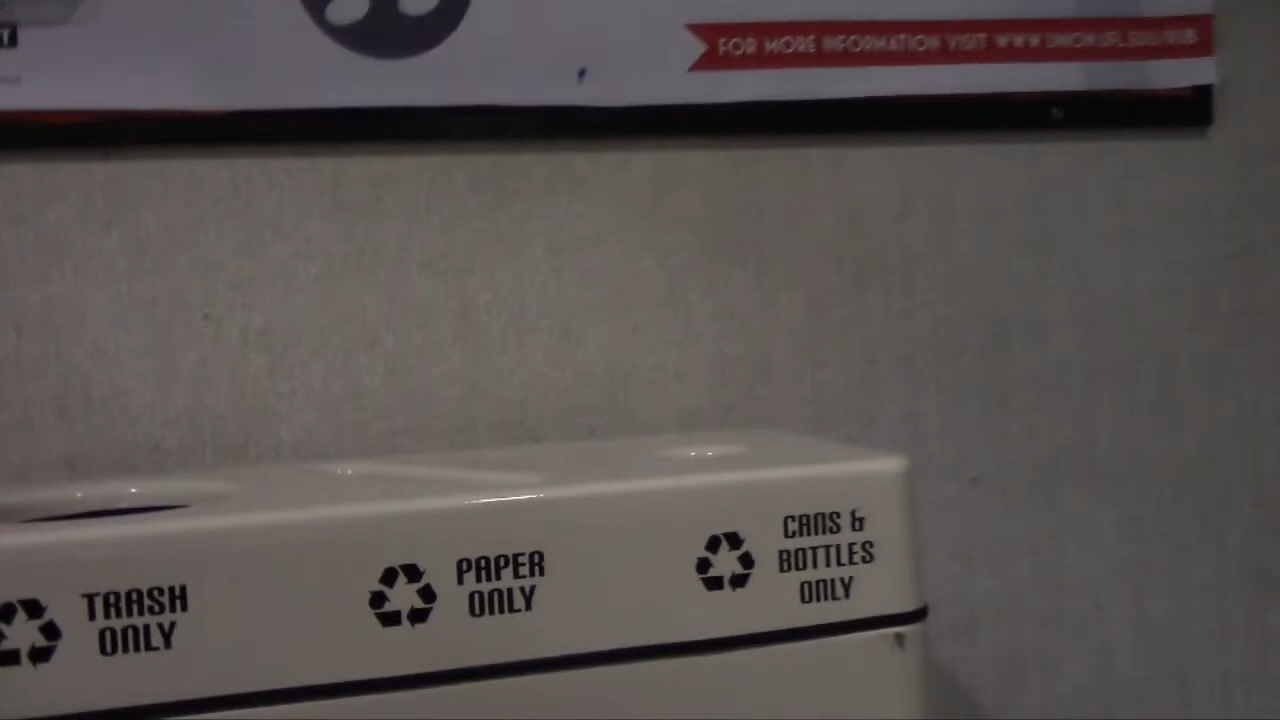 FOR MORE INFORMATION VISIT
TRASH
ONLY
PAPER
ONLY
CANS &
BOTTLES
ONLY